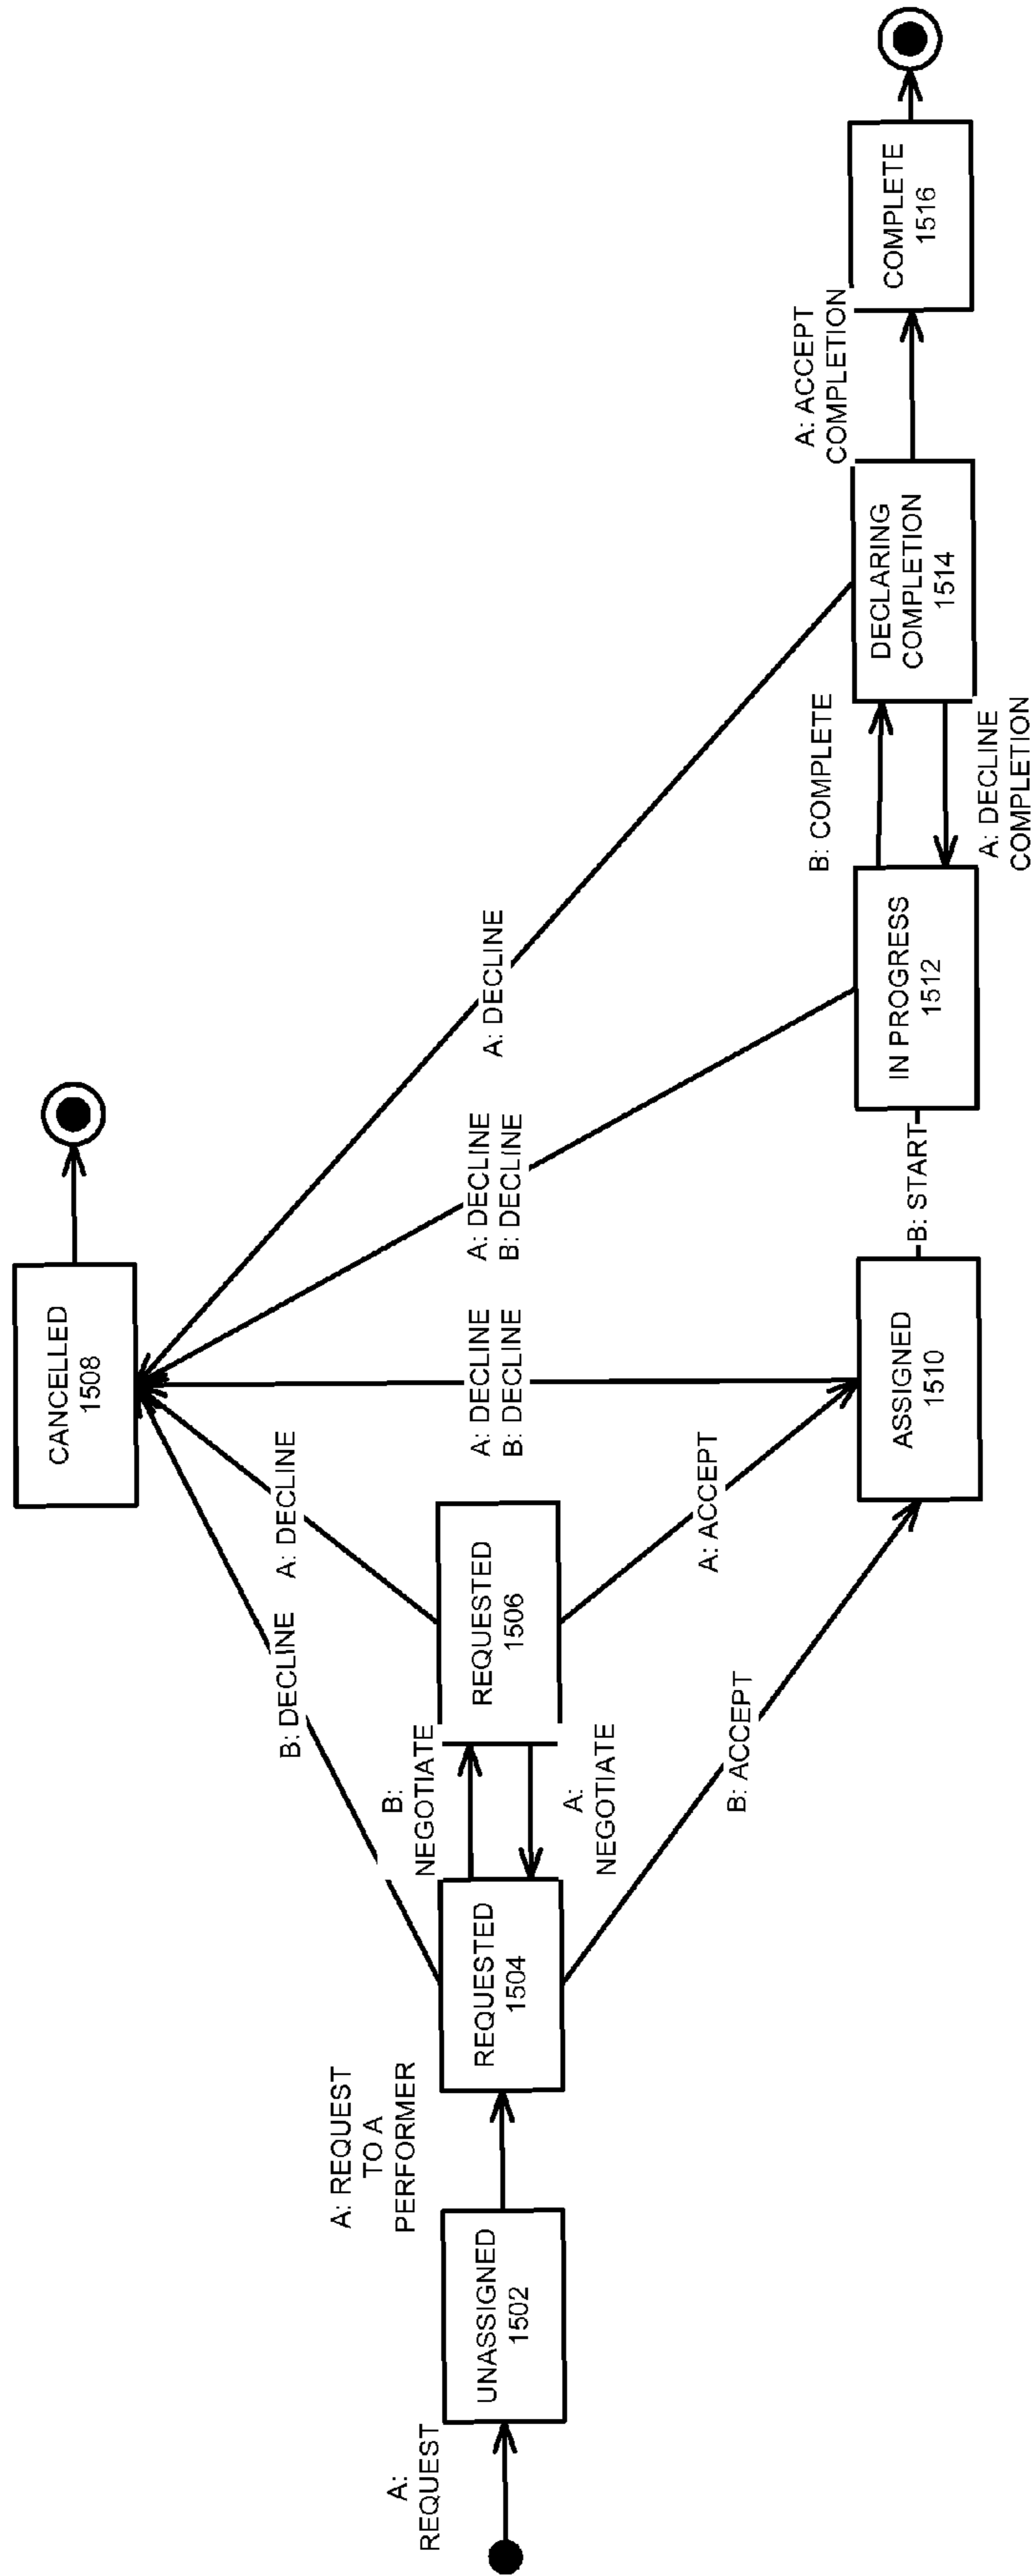 A:
REQUEST
UNASSIGNED
1502
A: REQUEST
TO A
PERFORMER
REQUESTED
1504
B:
NEGOTIATE
A:
NEGOTIATE
REQUESTED
1506
B: DECLINE
A: DECLINE
CANCELLED
1508
B: ACCEPT
A: ACCEPT
A: DECLINE
B: DECLINE
ASSIGNED
1510
B: START
A: DECLINE
B: DECLINE
IN PROGRESS
1512
A: DECLINE
B: COMPLETE
A: DECLINE
COMPLETION
DECLARING
COMPLETION
1514
A: ACCEPT
COMPLETION
COMPLETE
1516